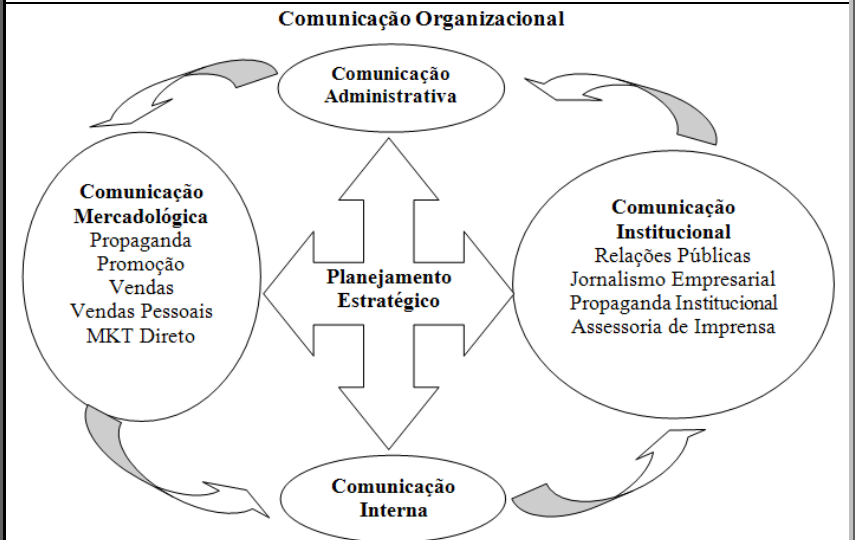 Comunicação Organizacional
Comunicação
Administrativa
Comunicação
Mercadológica
Propaganda
Promoção
Vendas
Vendas Pessoais
MKT Direto
Planejamento
Estratégico
Comunicação
Institucional
Relações Públicas
Jornalismo Empresarial
Propaganda Institucional
Assessoria de Imprensa
Comunicação
Interna